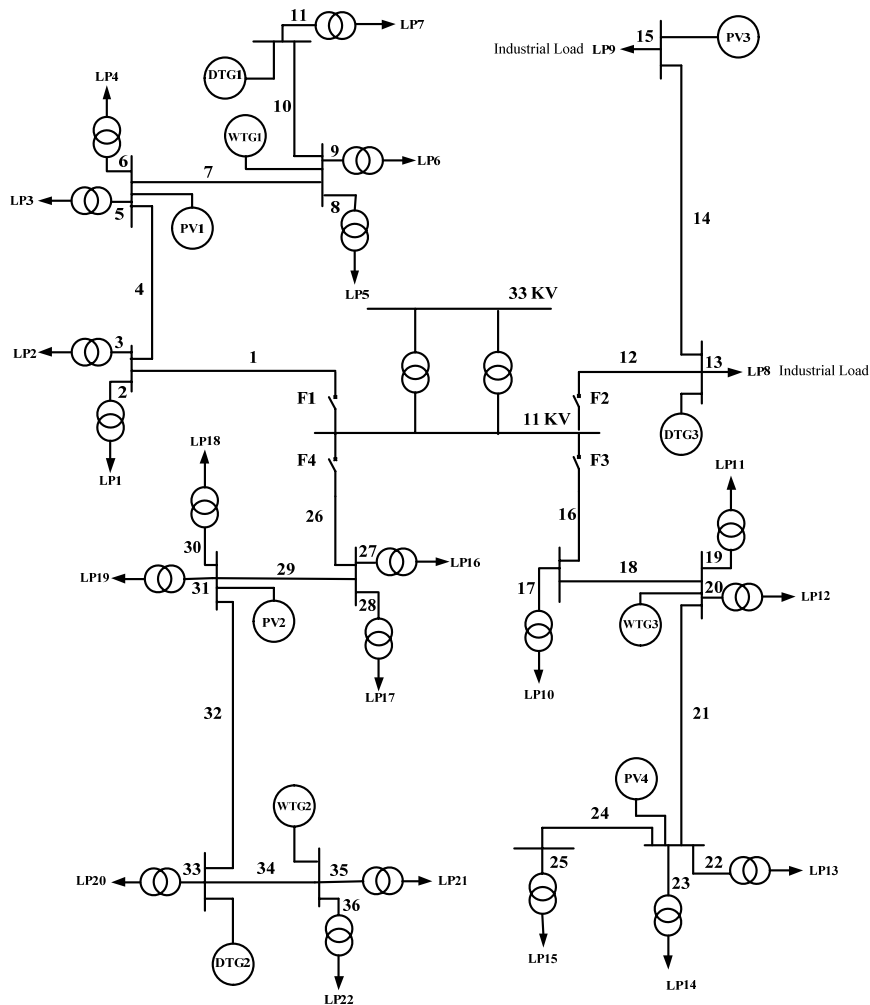 11
LP7
15
Industrial Load LP9
PV3
DTG1
LP4
10
WTG1
9
LP6
6
7
LP3
5
8
PV1
14
LP5
4
33 KV
LP2
3
1
12
13
LP8 Industrial Load
2
F1
F2
11 KV
DTG3
LP18
F4
F3
LP1
LP11
26
16
30
27
LP16
19
LP19
29
18
31
28
17
20
LP12
PV2
WTG3
LP17
LP10
32
21
PV4
WTG2
24
25
22
LP13
33
34
35
LP20
LP21
23
36
DTG2
LP15
LP14
LP22